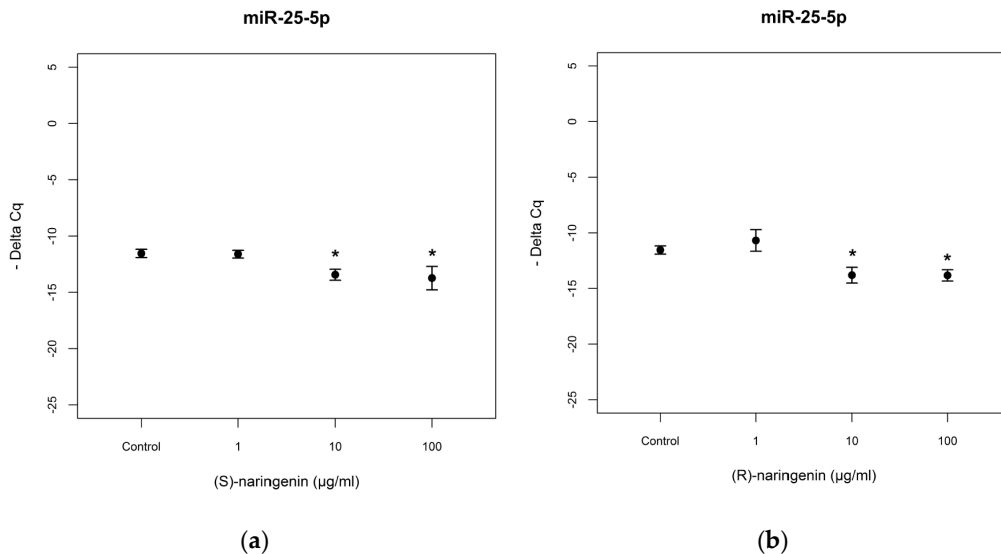 miR-25-5p
5
0
-5
-10
-15
-20
-25
- Delta Cq
* *
Control 1 10 100
(S)-naringenin (µg/ml)
(a)
miR-25-5p
5
0
-5
-10
-15
-20
-25
- Delta Cq
* *
Control 1 10 100
(R)-naringenin (µg/ml)
(b)